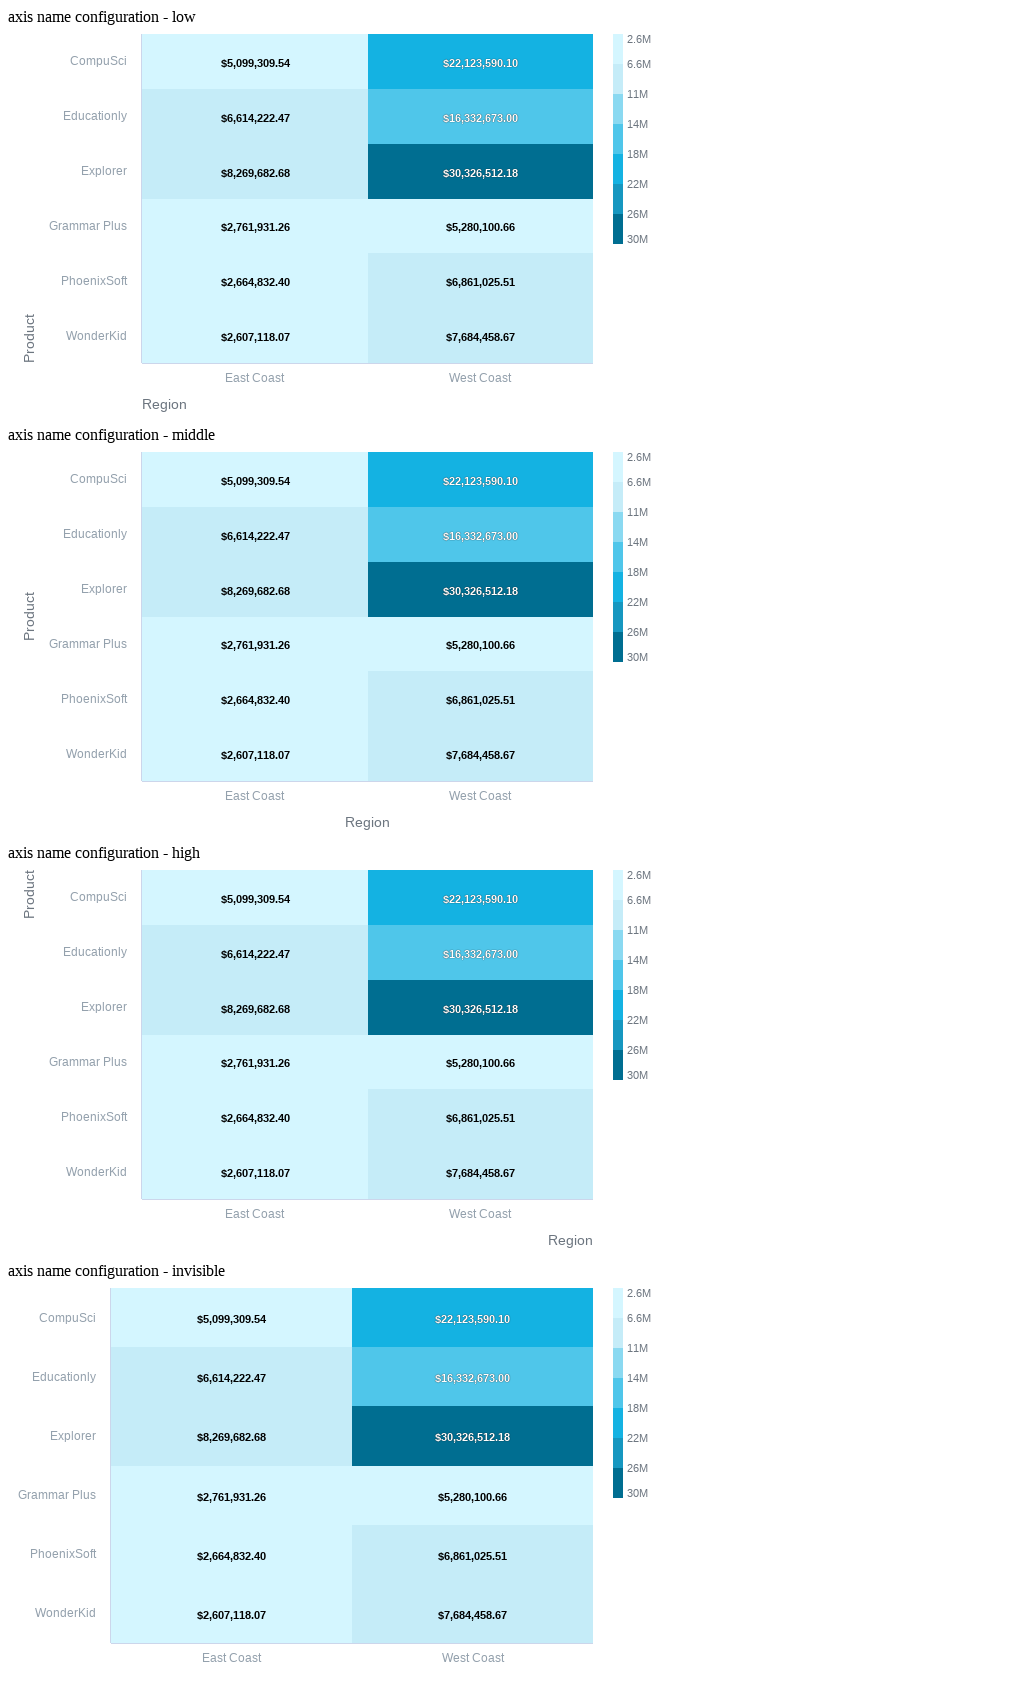 axis name configuration - low
CompuSci $5,099,309.54 $22,123,590.10
Educationly $6,614,222.47 $16,332,673.00
Explorer $8,269,682.68 $30,326,512.18
Grammar Plus $2,761,931.26 $5,280,100.66
PhoenixSoft $2,664,832.40 $6,861,025.51
WonderKid $2,607,118.07 $7,684,458.67
Product
East Coast West Coast
Region
2.6M
6.6M
11M
14M
18M
22M
26M
30M
axis name configuration - middle
CompuSci $5,099,309.54 $22,123,590.10
Educationly $6,614,222.47 $16,332,673.00
Explorer $8,269,682.68 $30,326,512.18
Product
Grammar Plus $2,761,931.26 $5,280,100.66
PhoenixSoft $2,664,832.40 $6,861,025.51
WonderKid $2,607,118.07 $7,684,458.67
East Coast West Coast
Region
2.6M
6.6M
11M
14M
18M
22M
26M
30M
axis name configuration - high
Product
CompuSci $5,099,309.54 $22,123,590.10
Educationly $6,614,222.47 $16,332,673.00
Explorer $8,269,682.68 $30,326,512.18
Grammar Plus $2,761,931.26 $5,280,100.66
PhoenixSoft $2,664,832.40 $6,861,025.51
WonderKid $2,607,118.07 $7,684,458.67
East Coast West Coast
Region
2.6M
6.6M
11M
14M
18M
22M
26M
30M
axis name configuration - invisible
CompuSci $5,099,309.54 $22,123,590.10
Educationly $6,614,222.47 $16,332,673.00
Explorer $8,269,682.68 $30,326,512.18
Grammar Plus $2,761,931.26 $5,280,100.66
PhoenixSoft $2,664,832.40 $6,861,025.51
WonderKid $2,607,118.07 $7,684,458.67
East Coast West Coast
2.6M
6.6M
11M
14M
18M
22M
26M
30M